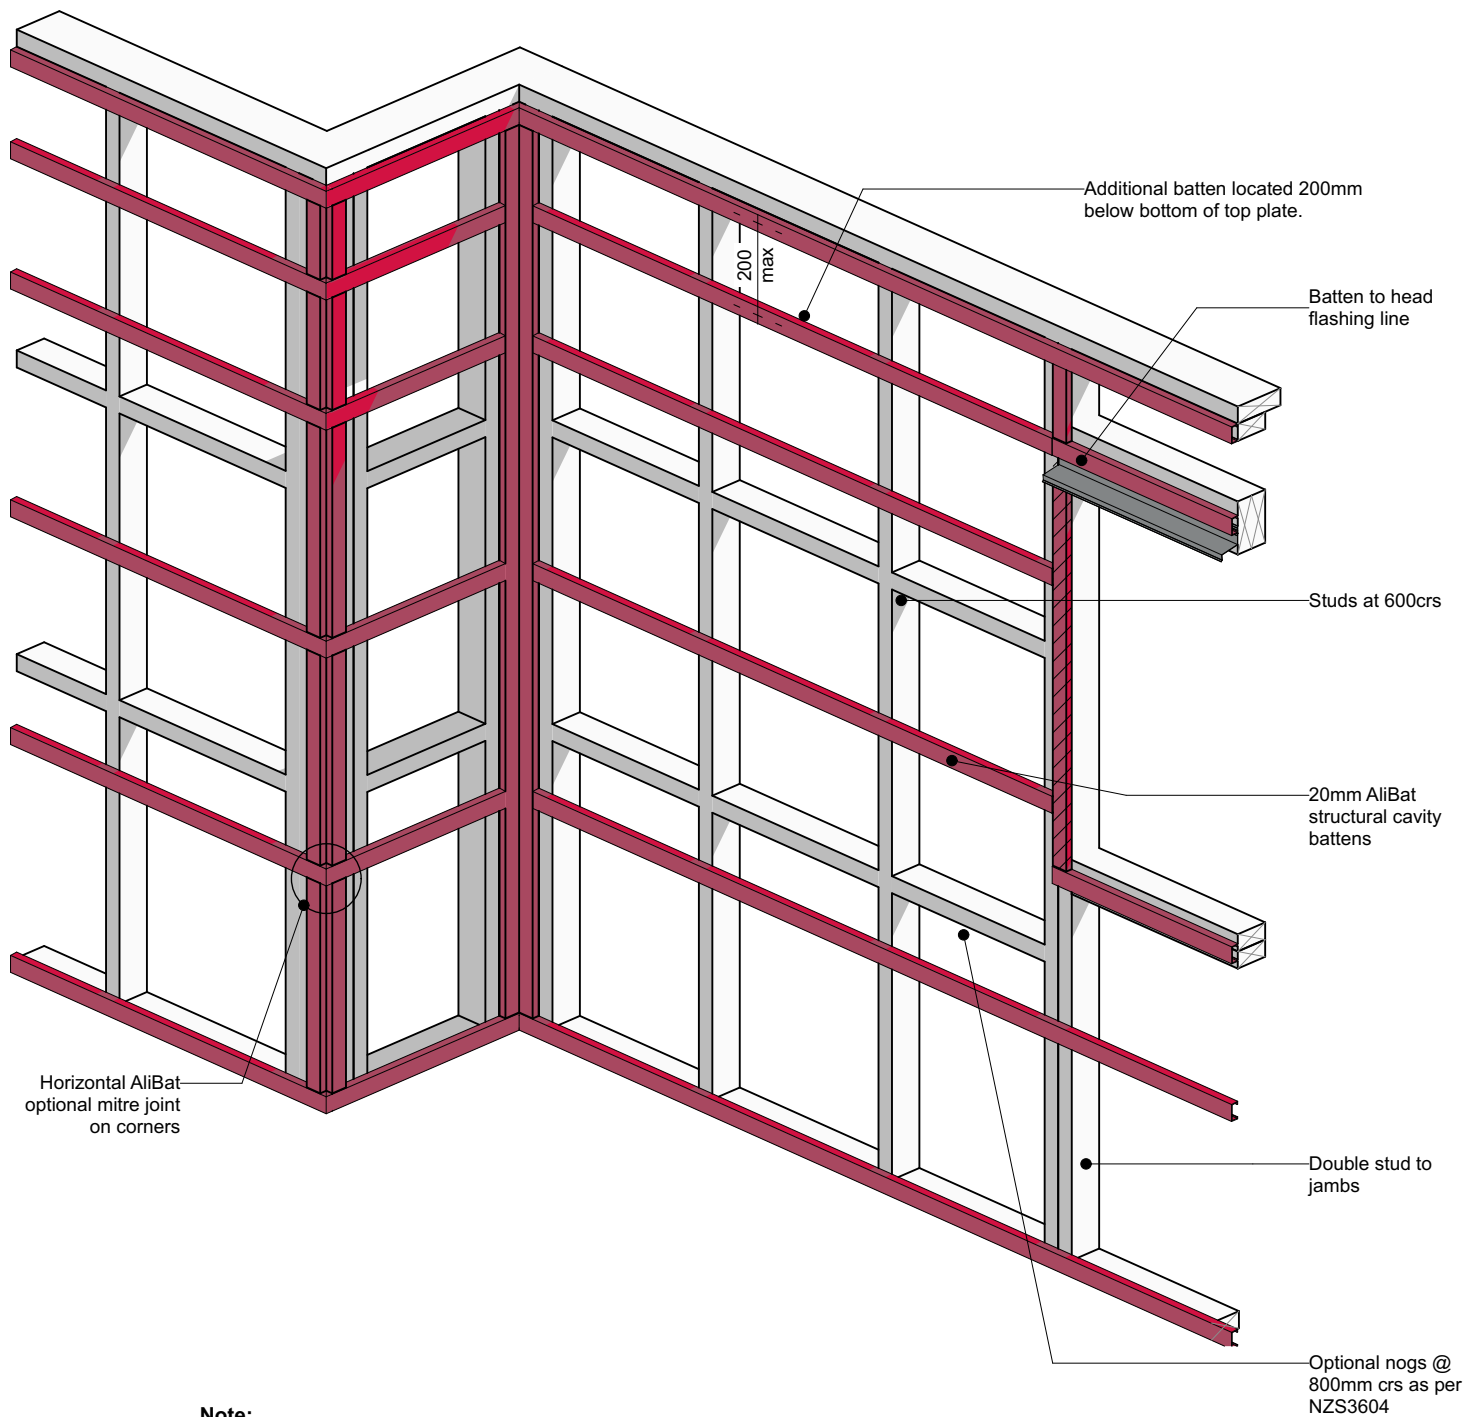 Additional batten located 200mm
below bottom of top plate.
200
max
Batten to head
flashing line
Studs at 600crs
20mm AliBat
structural cavity
battens
Horizontal AliBat
optional mitre joint
on corners
Double stud to
jambs
Optional nogs @
800mm crs as per
NZS3604
Note: